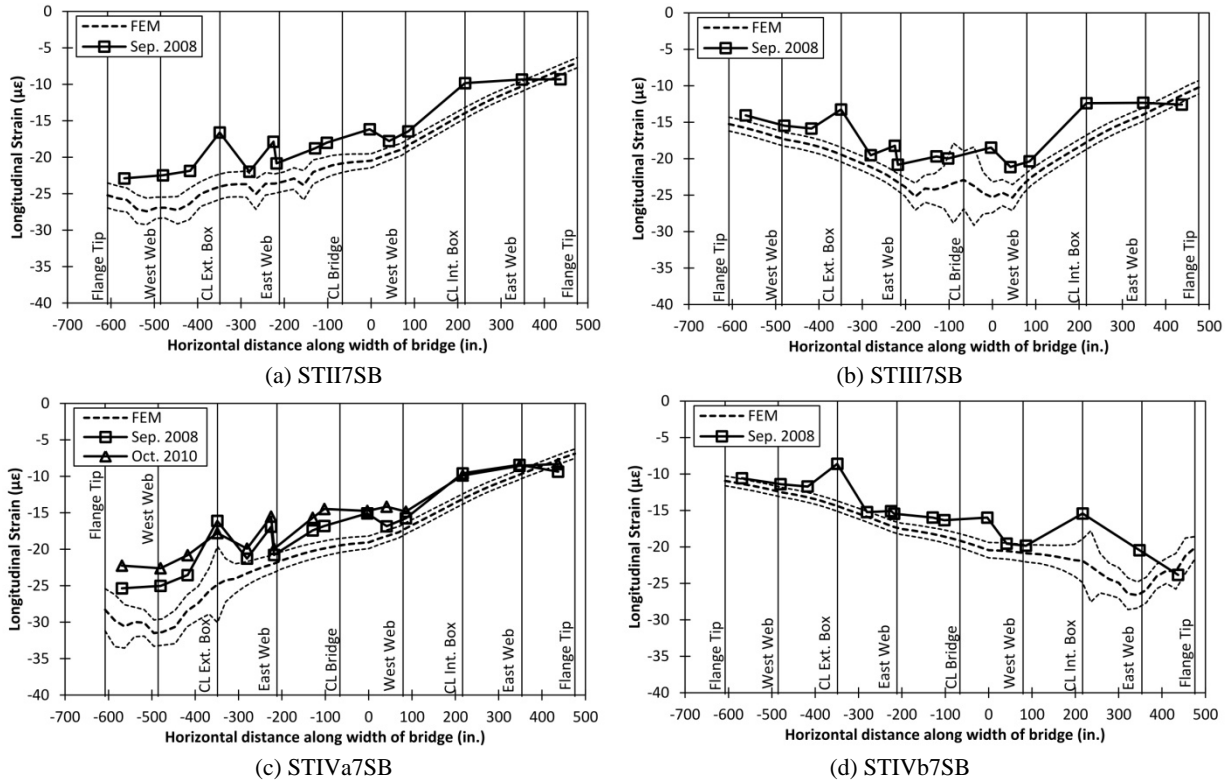 FEM
Sep. 2008
Longitudinal Strain (με)
0
-5
-10
-15
-20
-25
-30
-35
-40
Flange Tip
West Web
CL Ext. Box
East Web
CL Bridge
West Web
CL Int. Box
East Web
Flange Tip
-700 -600 -500 -400 -300 -200 -100 0 100 200 300 400 500
Horizontal distance along width of bridge (in.)
(a) STII7SB
FEM
Sep. 2008
Longitudinal Strain (με)
0
-5
-10
-15
-20
-25
-30
-35
-40
Flange Tip
West Web
CL Ext. Box
East Web
CL Bridge
West Web
CL Int. Box
East Web
Flange Tip
-700 -600 -500 -400 -300 -200 -100 0 100 200 300 400 500
Horizontal distance along width of bridge (in.)
(b) STIII7SB
FEM
Sep. 2008
Oct. 2010
Longitudinal Strain (με)
0
-5
-10
-15
-20
-25
-30
-35
-40
Flange Tip
West Web
CL Ext. Box
East Web
CL Bridge
West Web
CL Int. Box
East Web
Flange Tip
-700 -600 -500 -400 -300 -200 -100 0 100 200 300 400 500
Horizontal distance along width of bridge (in.)
(c) STIVa7SB
FEM
Sep. 2008
Longitudinal Strain (με)
0
-5
-10
-15
-20
-25
-30
-35
-40
Flange Tip
West Web
CL Ext. Box
East Web
CL Bridge
West Web
CL Int. Box
East Web
Flange Tip
-700 -600 -500 -400 -300 -200 -100 0 100 200 300 400 500
Horizontal distance along width of bridge (in.)
(d) STIVb7SB